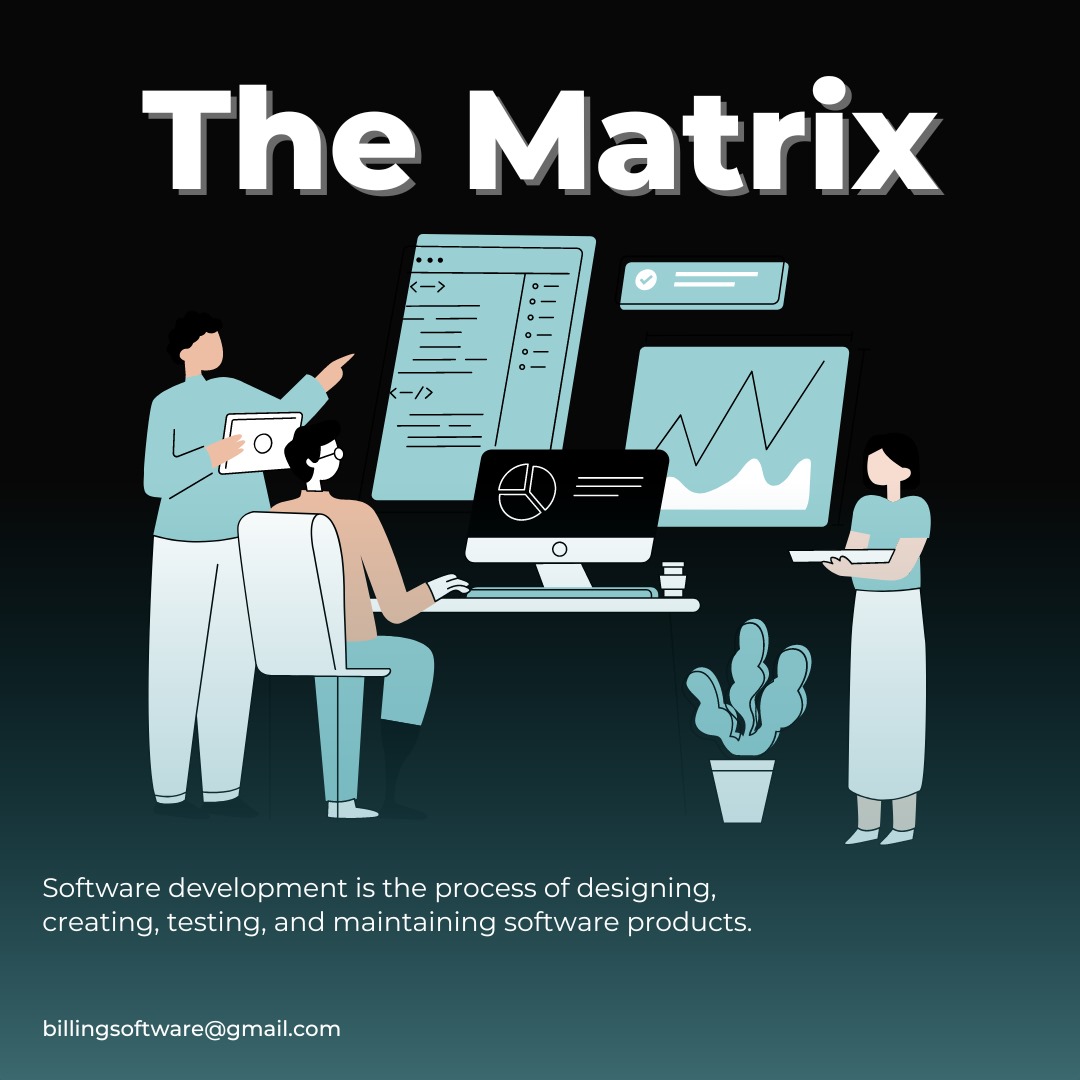 The Matrix
Software development is the process of designing,
creating, testing, and maintaining software products.
billingsoftware@gmail.com